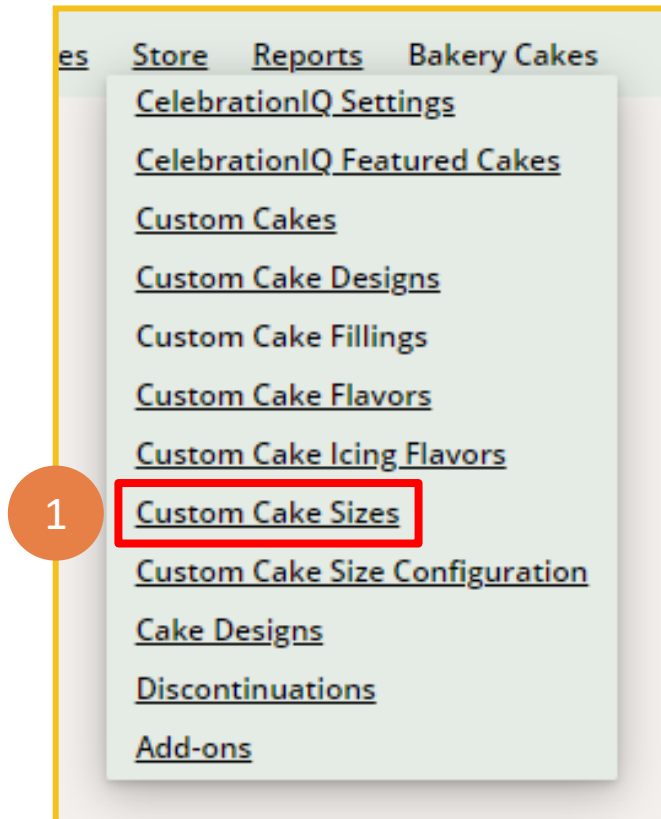 es Store Reports Bakery Cakes
CelebrationIQ Settings
CelebrationIQ Featured Cakes
Custom Cakes
Custom Cake Designs
Custom Cake Fillings
Custom Cake Flavors
Custom Cake Icing Flavors
1 Custom Cake Sizes
Custom Cake Size Configuration
Cake Designs
Discontinuations
Add-ons